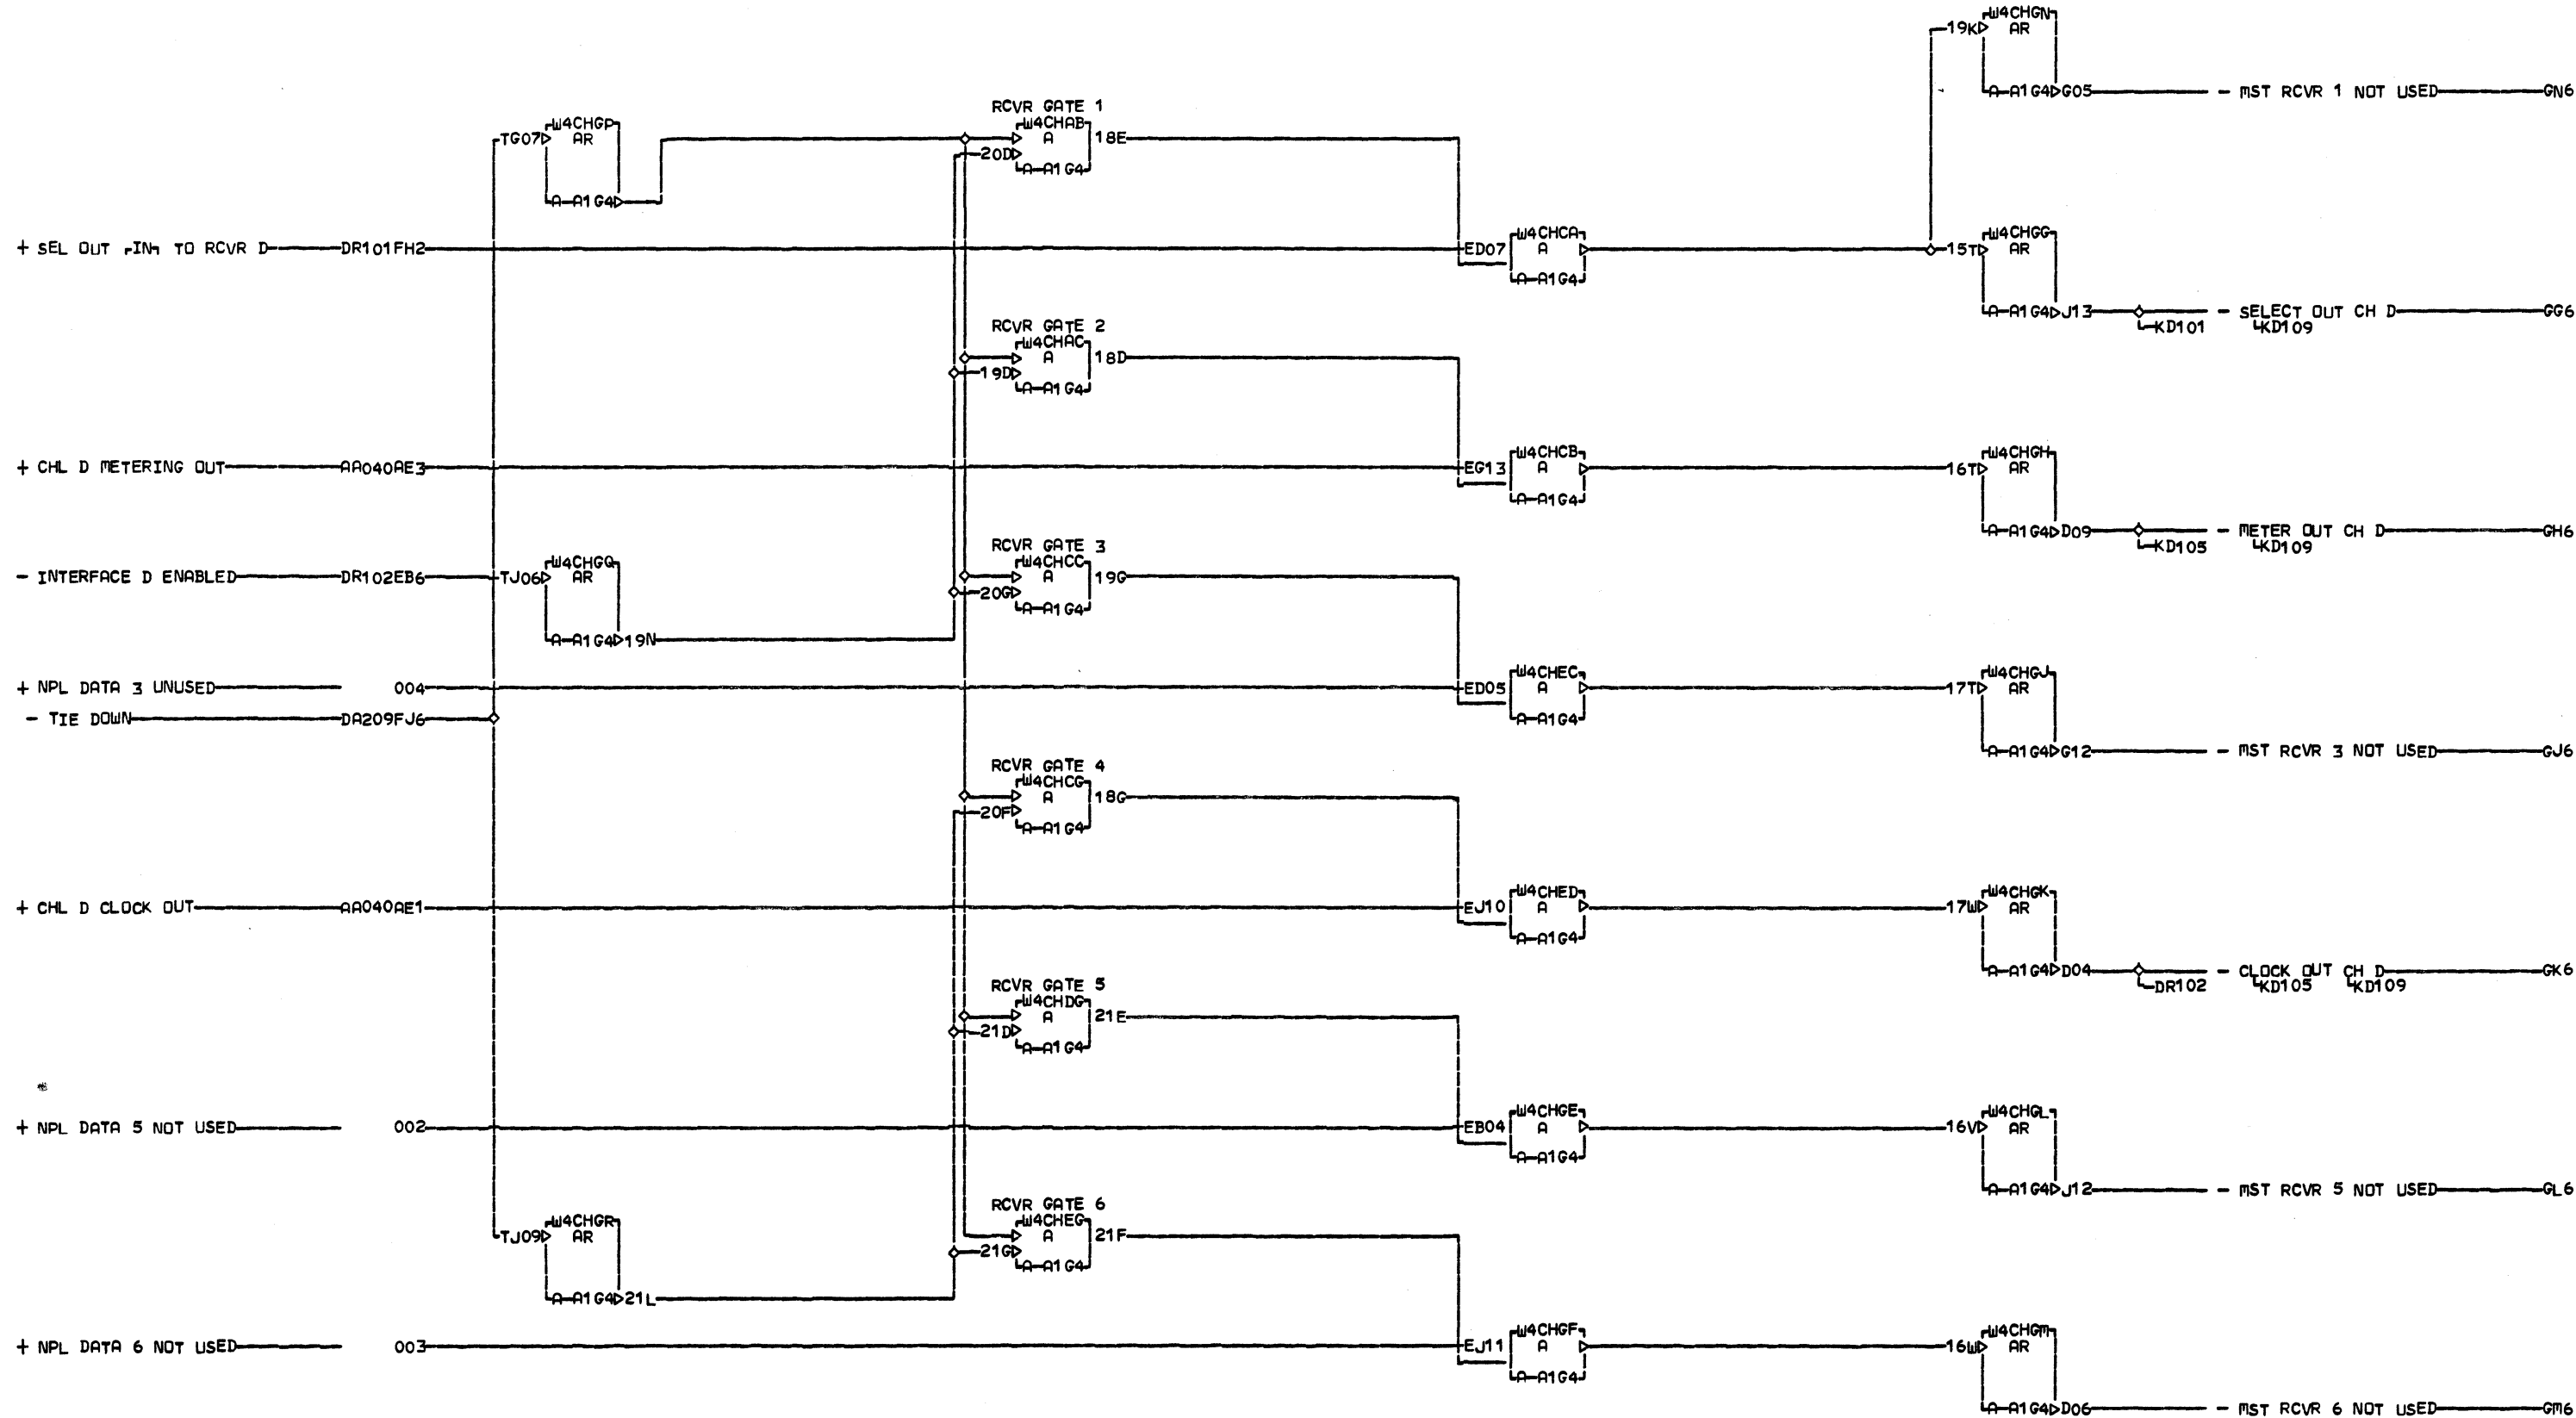 W4CHGN
19K AR
A-A1G4 G05 - MST RCVR 1 NOT USED GN6
RCVR GATE 1
W4CHGP W4CHAB
TG07 AR A 18E
20D
A-A1G4
A-A1G4
W4CHCA W4CHGG
+ SEL OUT IN TO RCVR D DR101FH2 ED07 A 15T AR
A-A1G4
A-A1G4 J13 - SELECT OUT CH D GG6
KD101 KD109
RCVR GATE 2
W4CHAC
A 18D
19D
A-A1G4
W4CHCB W4CHGH
+ CHL D METERING OUT AA040AE3 EG13 A 16T AR
A-A1G4
A-A1G4 D09 - METER OUT CH D GH6
KD105 KD109
RCVR GATE 3
W4CHGQ W4CHCC
- INTERFACE D ENABLED DR102EB6 TJ06 AR A 19G
20G
A-A1G4
A-A1G4 19N
W4CHEC W4CHGJ
+ NPL DATA 3 UNUSED 004 ED05 A 17T AR
- TIE DOWN DA209FJ6 A-A1G4
A-A1G4 G12 - MST RCVR 3 NOT USED GJ6
RCVR GATE 4
W4CHCG
A 18G
20F
A-A1G4
W4CHED W4CHGK
+ CHL D CLOCK OUT AA040AE1 EJ10 A 17W AR
A-A1G4
A-A1G4 D04 - CLOCK OUT CH D GK6
DR102 KD105 KD109
RCVR GATE 5
W4CHDG
A 21E
21D
A-A1G4
W4CHGE W4CHGL
+ NPL DATA 5 NOT USED 002 EB04 A 16V AR
A-A1G4
A-A1G4 J12 - MST RCVR 5 NOT USED GL6
RCVR GATE 6
W4CHGR W4CHEG
TJ09 AR A 21F
21G
A-A1G4
A-A1G4 21L
W4CHGF W4CHGM
+ NPL DATA 6 NOT USED 003 EJ11 A 16W AR
A-A1G4
A-A1G4 D06 - MST RCVR 6 NOT USED GM6